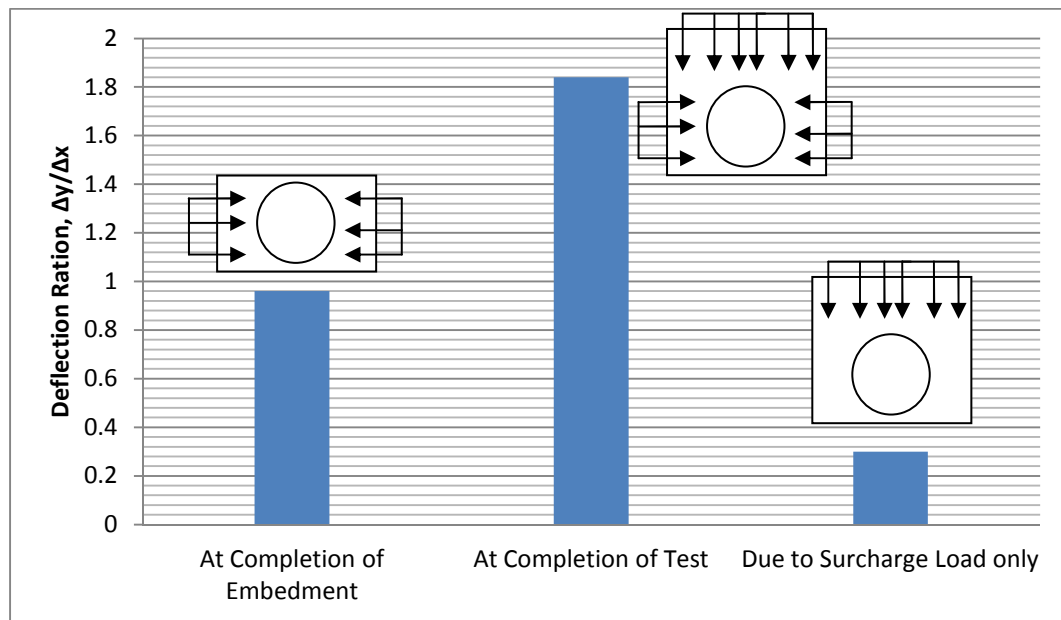 Deflection Ration, Δy/Δx
2
1.8
1.6
1.4
1.2
1
0.8
0.6
0.4
0.2
0
At Completion of
Embedment
At Completion of Test
Due to Surcharge Load only